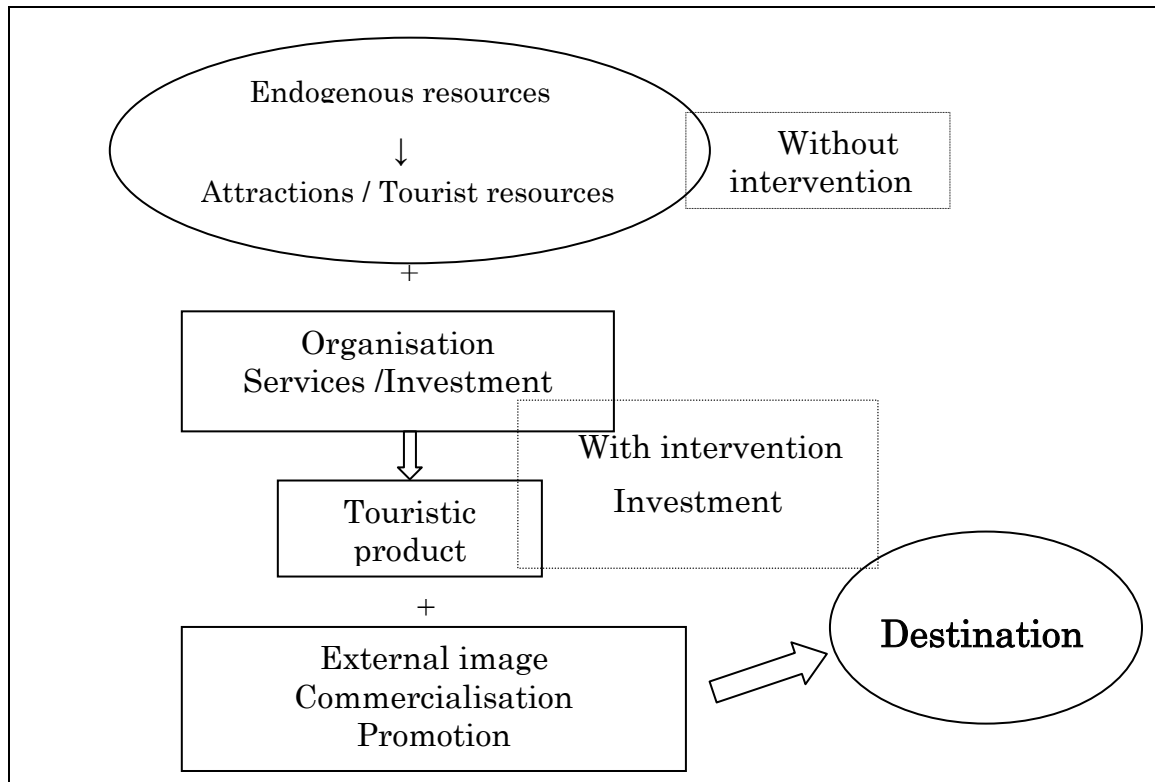 Endogenous resources
↓
Attractions / Tourist resources
Without
intervention
+
Organisation
Services /Investment
With intervention
Investment
Touristic
product
+
External image
Commercialisation
Promotion
Destination